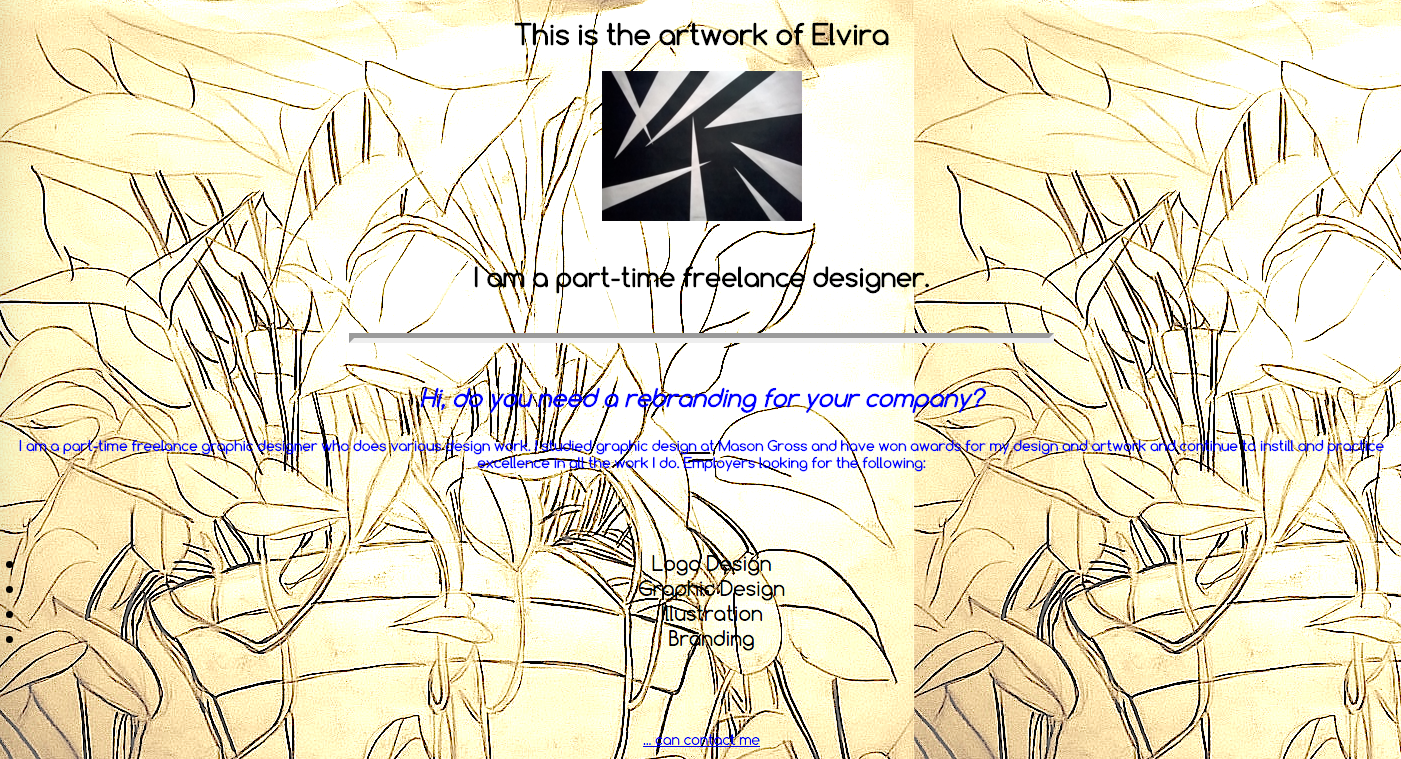 This is the artwork of Elvira
I am a part-time freelance designer.
Hi, do you need a rebranding for your company?
I am a part-time freelance graphic designer who does various design work. I studied graphic design at Mason Gross and have won awards for my design and artwork and continue to instill and practice
excellence in all the work I do. Employers looking for the following:
Logo Design
Graphic Design
Illustration
Branding
... can contact me